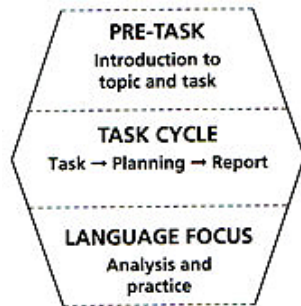 PRE-TASK
Introduction to
topic and task
TASK CYCLE
Task → Planning → Report
LANGUAGE FOCUS
Analysis and
practice